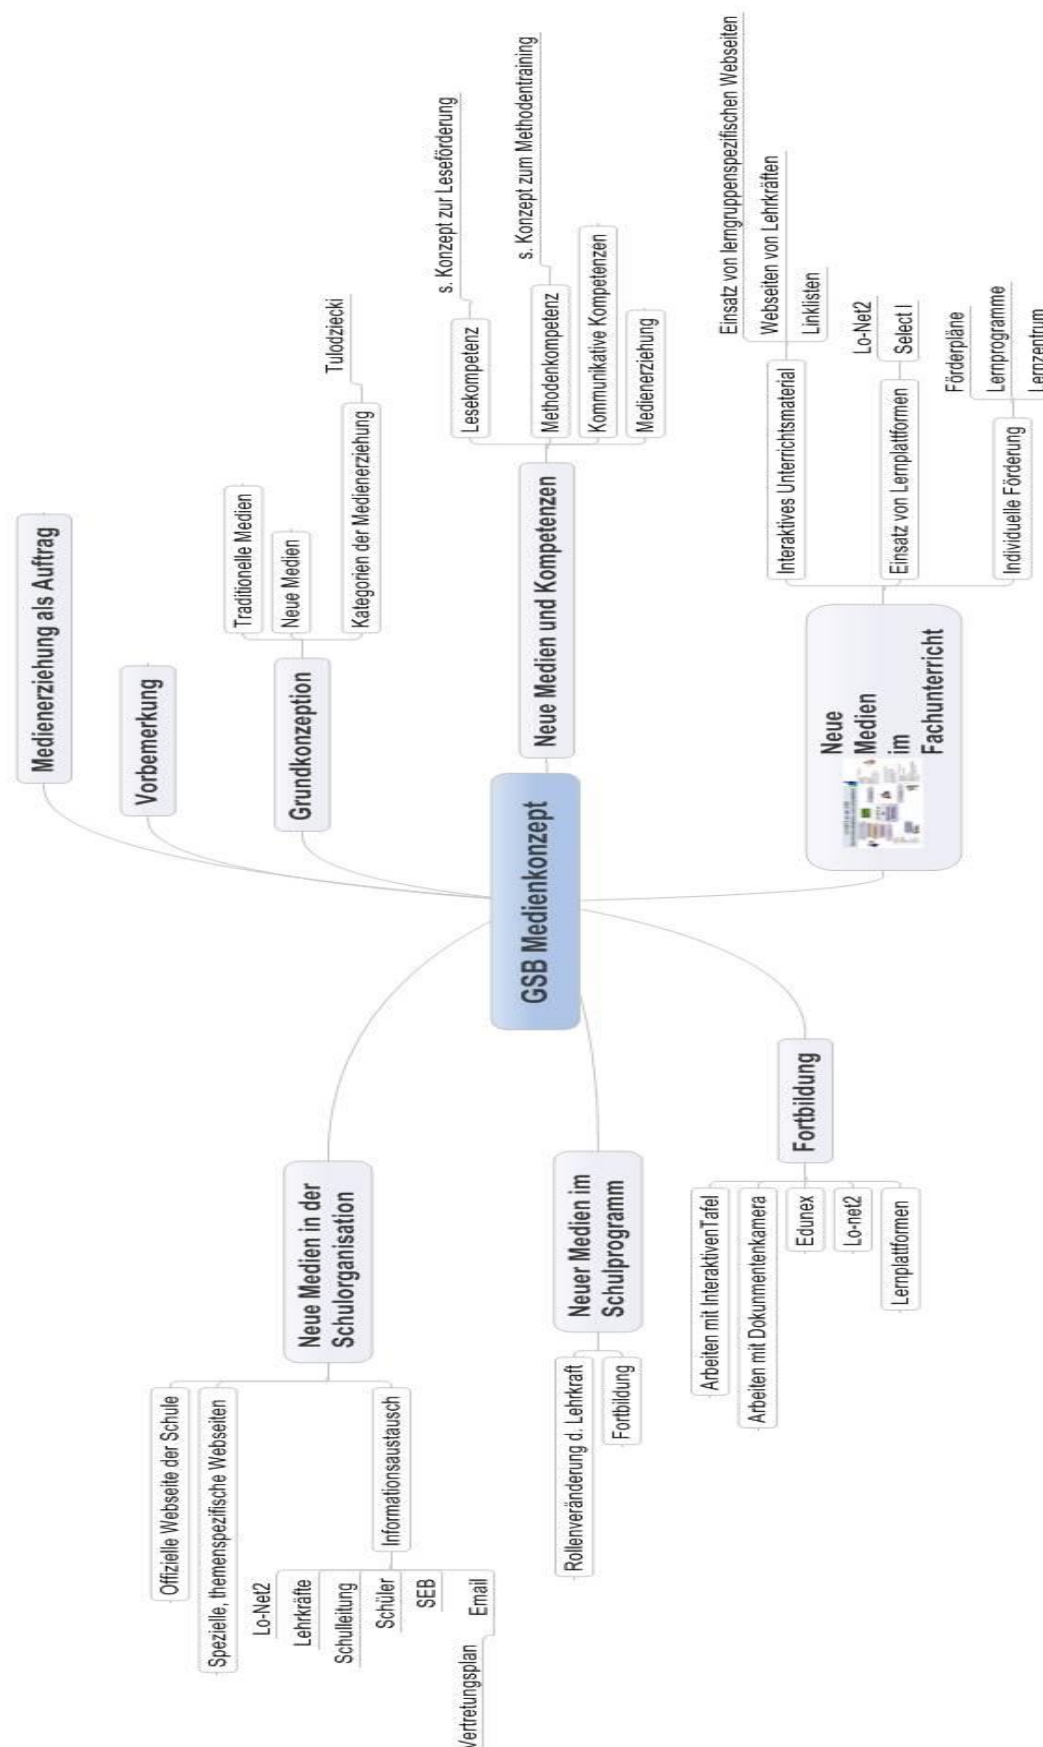 GSB Medienkonzept
Medienerziehung als Auftrag
Vorbemerkung
Grundkonzeption
Traditionelle Medien
Neue Medien
Kategorien der Medienerziehung
Tulodziecki
Neue Medien und Kompetenzen
Lesekompetenz
s. Konzept zur Leseförderung
Methodenkompetenz
s. Konzept zum Methodentraining
Kommunikative Kompetenzen
Medienerziehung
Neue
Medien
im
Fachunterricht
Interaktives Unterrichtsmaterial
Einsatz von lerngruppenspezifischen Webseiten
Webseiten von Lehrkräften
Linklisten
Einsatz von Lernplattformen
Lo-Net2
Select I
Individuelle Förderung
Förderpläne
Lernprogramme
Lernzentrum
Neue Medien in der
Schulorganisation
Offizielle Webseite der Schule
Spezielle, themenspezifische Webseiten
Informationsaustausch
Lo-Net2
Lehrkräfte
Schulleitung
Schüler
SEB
Email
Vertretungsplan
Neuer Medien im
Schulprogramm
Rollenveränderung d. Lehrkraft
Fortbildung
Fortbildung
Arbeiten mit InteraktivenTafel
Arbeiten mit Dokunmentenkamera
Edunex
Lo-net2
Lernplattformen